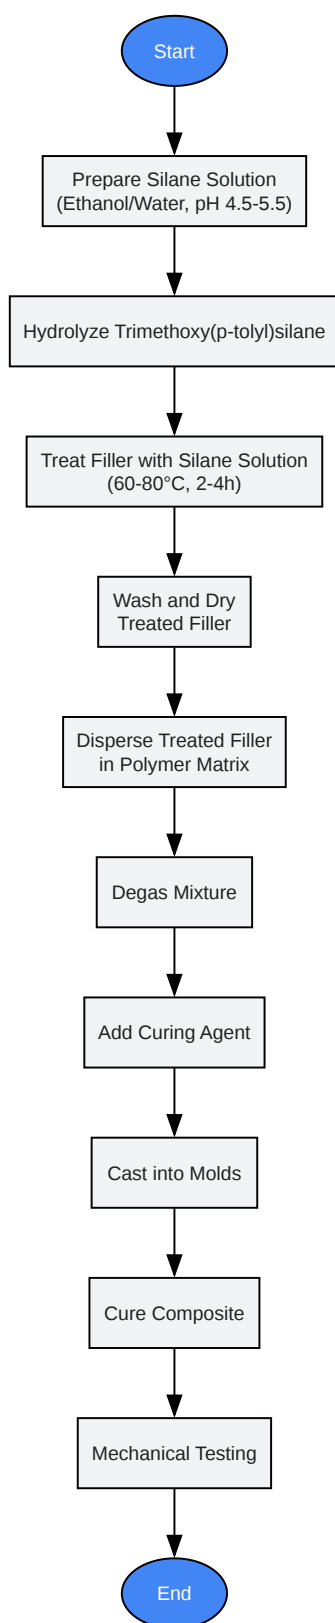 Start
Prepare Silane Solution
(Ethanol/Water, pH 4.5-5.5)
Hydrolyze Trimethoxy(p-tolyl)silane
Treat Filler with Silane Solution
(60-80°C, 2-4h)
Wash and Dry
Treated Filler
Disperse Treated Filler
in Polymer Matrix
Degas Mixture
Add Curing Agent
Cast into Molds
Cure Composite
Mechanical Testing
End